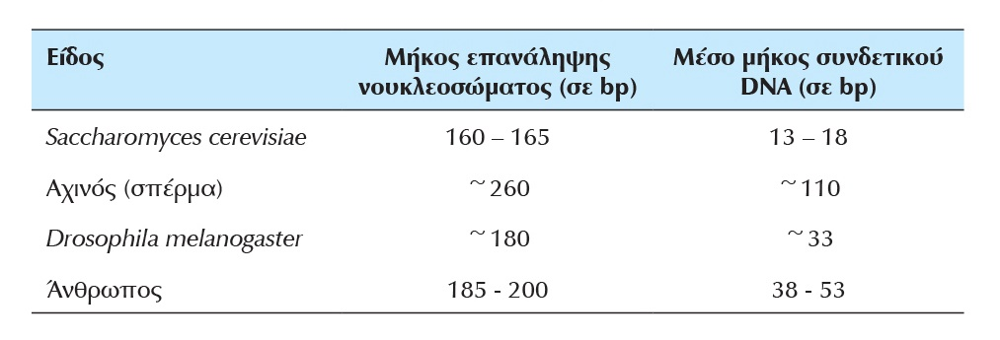 Είδος Μήκος επανάληψης Μέσο μήκος συνδετικού
νουκλεοσώματος (σε bp) DNA (σε bp)
Saccharomyces cerevisiae 160 – 165 13 – 18
Αχινός (σπέρμα) ~260 ~110
Drosophila melanogaster ~180 ~33
Άνθρωπος 185 - 200 38 - 53